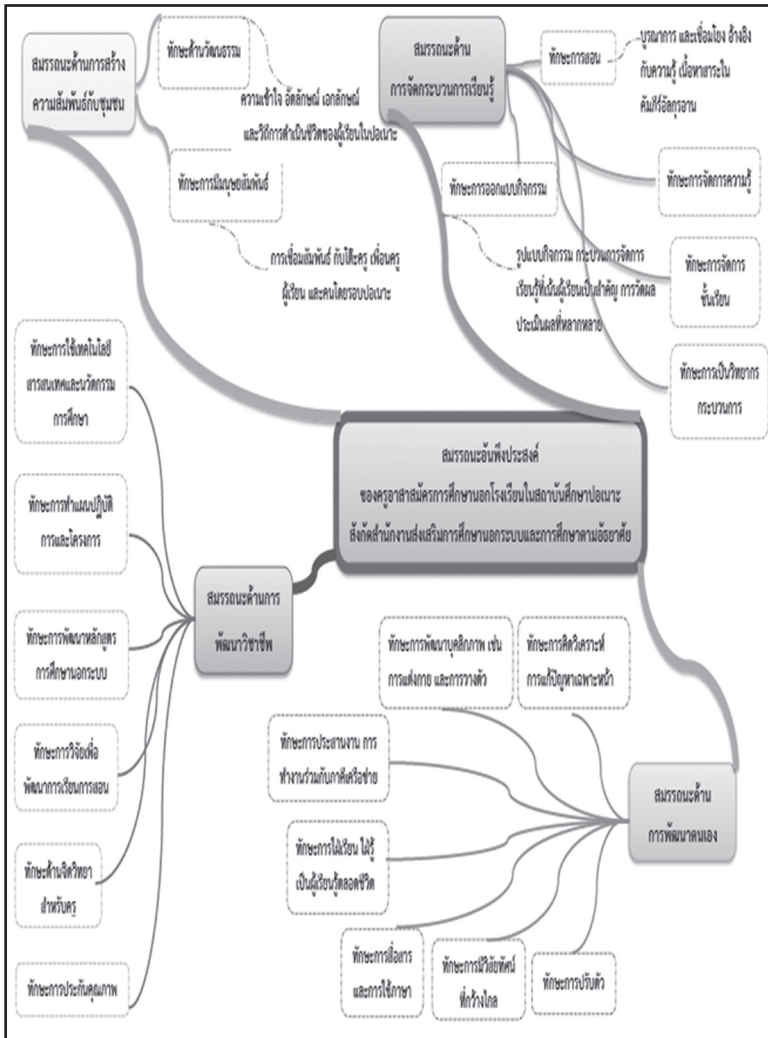 สมรรถนะด้านการสร้าง
ความสัมพันธ์กับชุมชน
ทักษะด้านวัฒนธรรม
ความเข้าใจ อัตลักษณ์ เอกลักษณ์
และวิถีการดำเนินชีวิตของผู้เรียนในปอเนาะ
ทักษะการมีมนุษยสัมพันธ์
การเชื่อมสัมพันธ์ กับโต๊ะครู เพื่อนครู
ผู้เรียน และคนโดยรอบปอเนาะ
สมรรถนะด้าน
การจัดกระบวนการเรียนรู้
ทักษะการสอน
บูรณาการ และเชื่อมโยง อ้างอิง
กับความรู้ เนื้อหาสาระใน
คัมภีร์อัลกุรอาน
ทักษะการออกแบบกิจกรรม
รูปแบบกิจกรรม กระบวนการจัดการ
เรียนรู้ที่เน้นผู้เรียนเป็นสำคัญ การวัดผล
ประเมินผลที่หลากหลาย
ทักษะการจัดการความรู้
ทักษะการจัดการ
ชั้นเรียน
ทักษะการเป็นวิทยากร
กระบวนการ
สมรรถนะอันพึงประสงค์
ของครูอาสาสมัครการศึกษานอกโรงเรียนในสถาบันศึกษาปอเนาะ
สังกัดสำนักงานส่งเสริมการศึกษานอกระบบและการศึกษาตามอัธยาศัย
ทักษะการใช้เทคโนโลยี
สารสนเทศและนวัตกรรม
การศึกษา
ทักษะการทำแผนปฏิบัติ
การและโครงการ
ทักษะการพัฒนาหลักสูตร
การศึกษานอกระบบ
ทักษะการวิจัยเพื่อ
พัฒนาการเรียนการสอน
ทักษะด้านจิตวิทยา
สำหรับครู
ทักษะการประกันคุณภาพ
สมรรถนะด้านการ
พัฒนาวิชาชีพ
ทักษะการพัฒนาบุคลิกภาพ เช่น
การแต่งกาย และการวางตัว
ทักษะการคิดวิเคราะห์
การแก้ปัญหาเฉพาะหน้า
ทักษะการประสานงาน การ
ทำงานร่วมกับภาคีเครือข่าย
ทักษะการใฝ่เรียน ใฝ่รู้
เป็นผู้เรียนรู้ตลอดชีวิต
ทักษะการสื่อสาร
และการใช้ภาษา
ทักษะการมีวิสัยทัศน์
ที่กว้างไกล
ทักษะการปรับตัว
สมรรถนะด้าน
การพัฒนาตนเอง